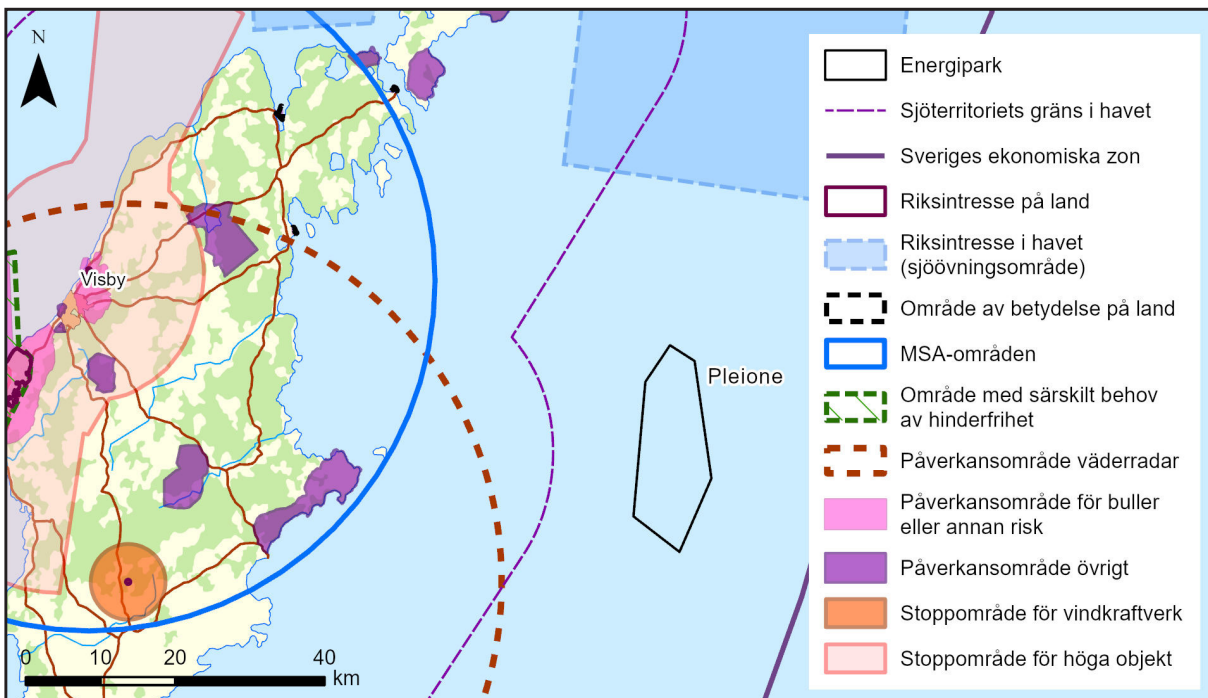 N
Visby
Pleione
0 10 20 40
km
Energipark
Sjöterritoriets gräns i havet
Sveriges ekonomiska zon
Riksintresse på land
Riksintresse i havet
(sjöövningsområde)
Område av betydelse på land
MSA-områden
Område med särskilt behov
av hinderfrihet
Påverkansområde väderradar
Påverkansområde för buller
eller annan risk
Påverkansområde övrigt
Stoppområde för vindkraftverk
Stoppområde för höga objekt